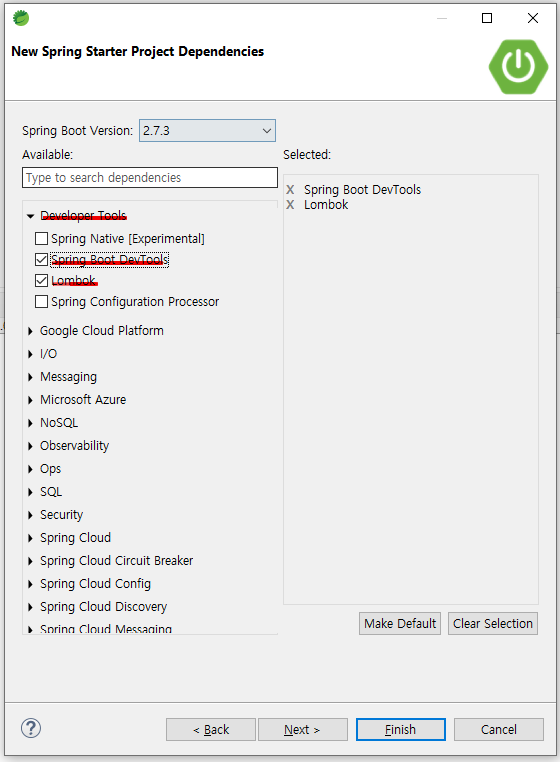 New Spring Starter Project Dependencies
Spring Boot Version: 2.7.3
Available:
Selected:
Type to search dependencies
X Spring Boot DevTools
X Lombok
Developer Tools
Spring Native [Experimental]
Spring Boot DevTools
Lombok
Spring Configuration Processor
Google Cloud Platform
I/O
Messaging
Microsoft Azure
NoSQL
Observability
Ops
SQL
Security
Spring Cloud
Spring Cloud Circuit Breaker
Spring Cloud Config
Spring Cloud Discovery
Spring Cloud Messaging
Make Default Clear Selection
? < Back Next > Finish Cancel